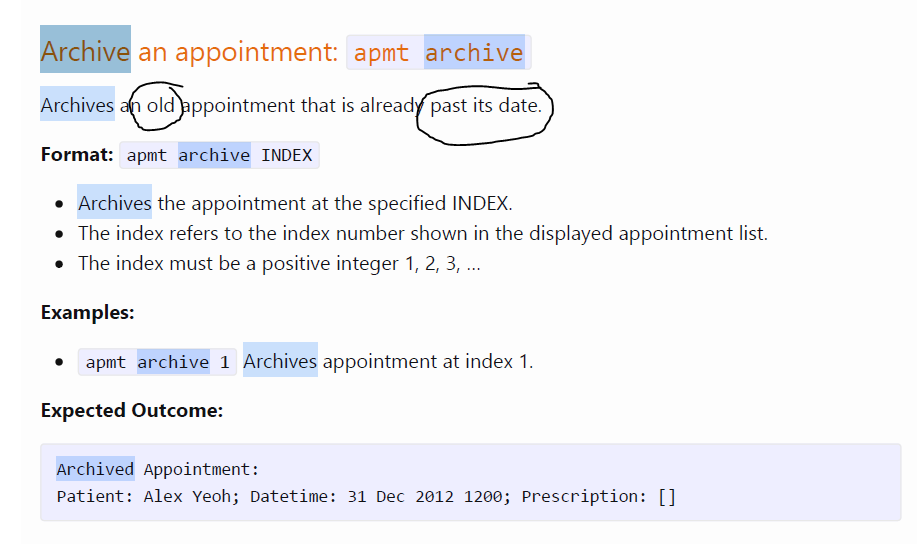 Archive an appointment: apmt archive
Archives an old appointment that is already past its date.
Format: apmt archive INDEX
• Archives the appointment at the specified INDEX.
• The index refers to the index number shown in the displayed appointment list.
• The index must be a positive integer 1, 2, 3, …
Examples:
• apmt archive 1 Archives appointment at index 1.
Expected Outcome:
Archived Appointment:
Patient: Alex Yeoh; Datetime: 31 Dec 2012 1200; Prescription: []